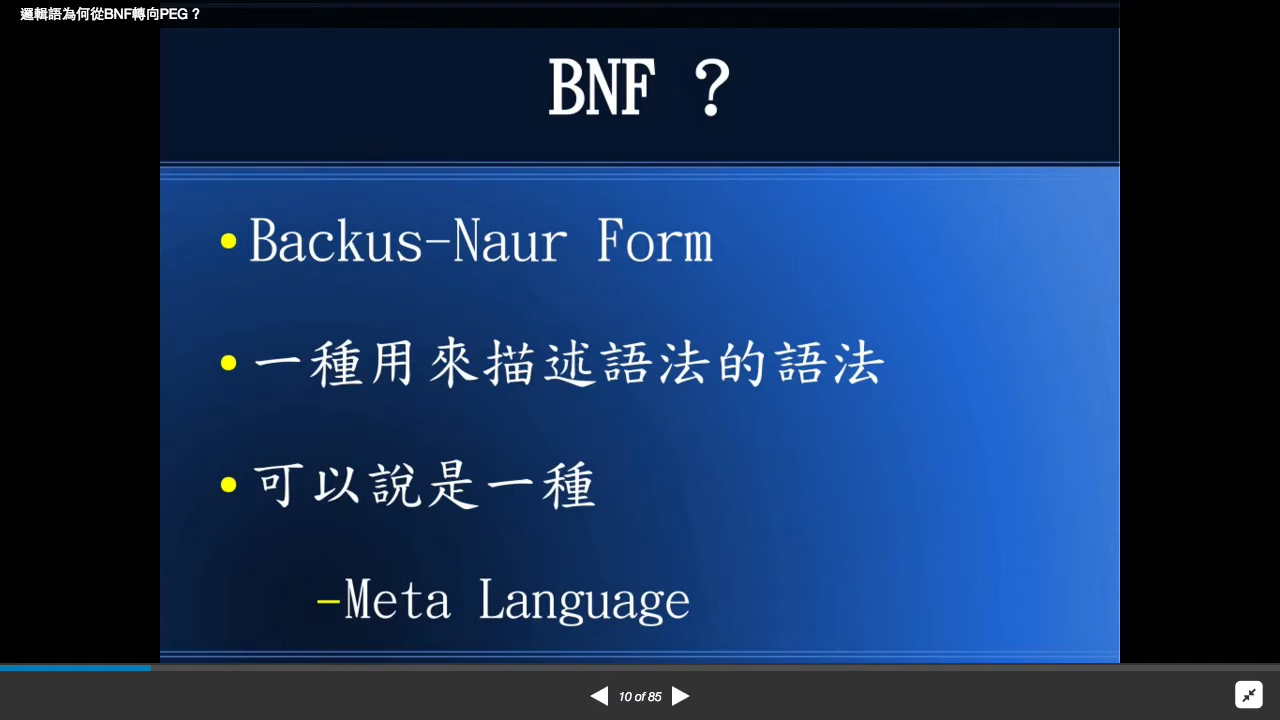 邏輯語為何從BNF轉向PEG？
BNF ？
•Backus-Naur Form
•一種用來描述語法的語法
•可以說是一種
–Meta Language
10 of 85